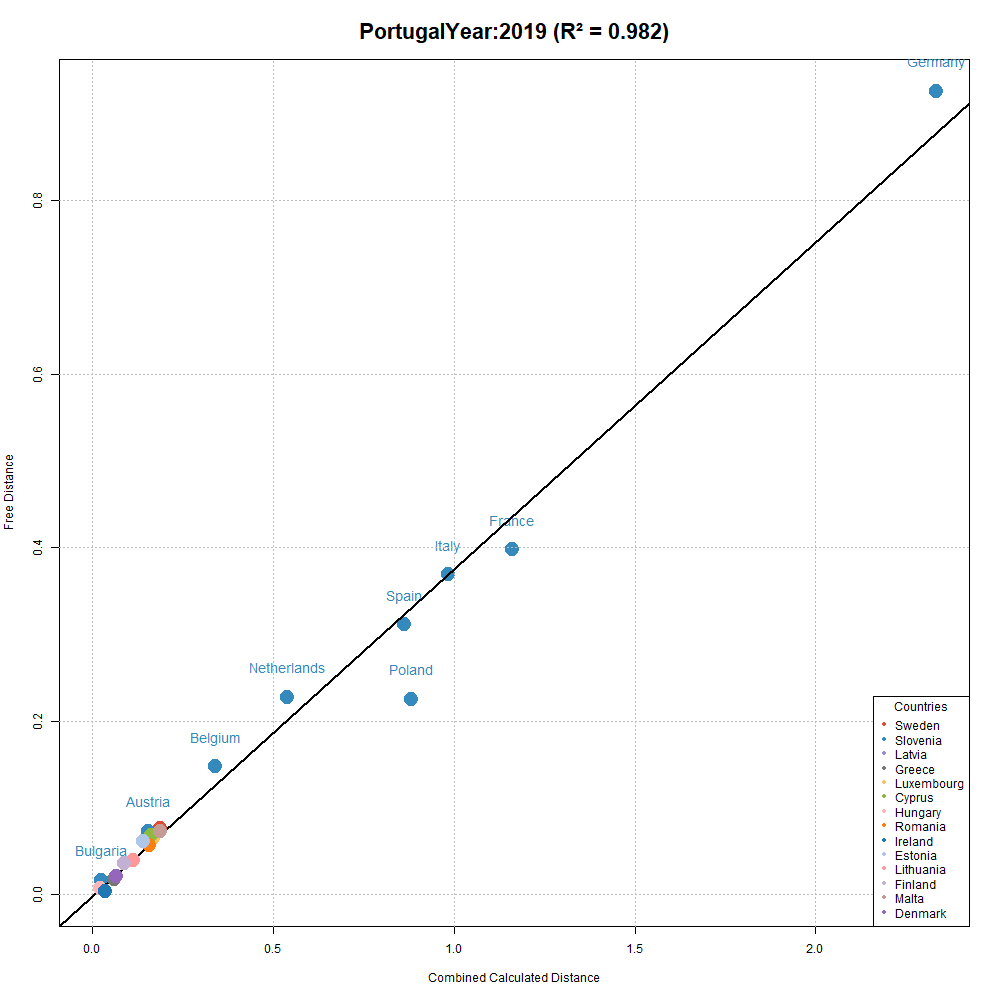 PortugalYear:2019 (R² = 0.982)
Germany
0.8
0.6
Free Distance
0.4
France
Italy
Spain
Netherlands
Poland
0.2
Belgium
Austria
Bulgaria
0.0
Countries
Sweden
Slovenia
Latvia
Greece
Luxembourg
Cyprus
Hungary
Romania
Ireland
Estonia
Lithuania
Finland
Malta
Denmark
0.0 0.5 1.0 1.5 2.0
Combined Calculated Distance